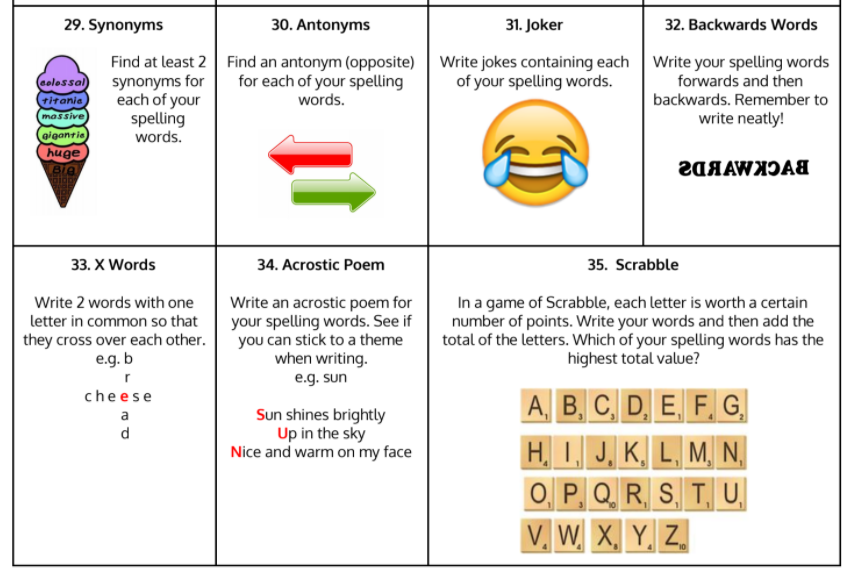 29. Synonyms
Find at least 2
synonyms for
each of your
spelling
words.
colossal
titanic
massive
gigantic
huge
Big
30. Antonyms
Find an antonym (opposite)
for each of your spelling
words.
31. Joker
Write jokes containing each
of your spelling words.
32. Backwards Words
Write your spelling words
forwards and then
backwards. Remember to
write neatly!
BACKWARDS
33. X Words
Write 2 words with one
letter in common so that
they cross over each other.
e.g. b
r
c h e e s e
a
d
34. Acrostic Poem
Write an acrostic poem for
your spelling words. See if
you can stick to a theme
when writing.
e.g. sun
Sun shines brightly
Up in the sky
Nice and warm on my face
35. Scrabble
In a game of Scrabble, each letter is worth a certain
number of points. Write your words and then add the
total of the letters. Which of your spelling words has the
highest total value?
A1 B3 C3 D2 E1 F4 G2
H4 I1 J8 K5 L1 M3 N1
O1 P3 Q10 R1 S1 T1 U1
V4 W4 X8 Y4 Z10